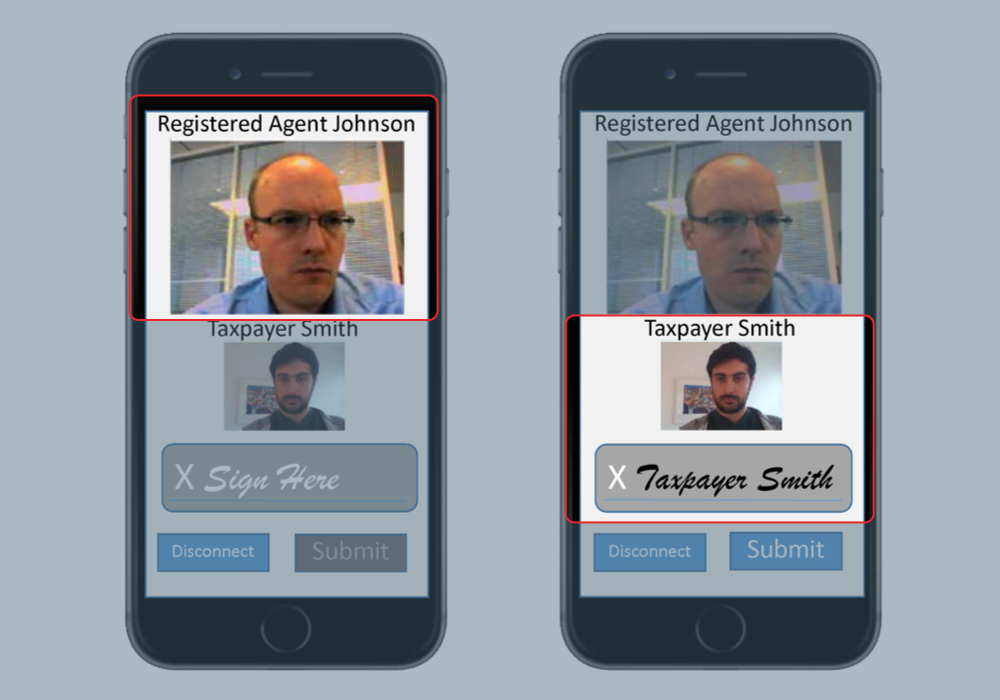 Registered Agent Johnson
Taxpayer Smith
X Sign Here
Disconnect Submit
Registered Agent Johnson
Taxpayer Smith
X Taxpayer Smith
Disconnect Submit